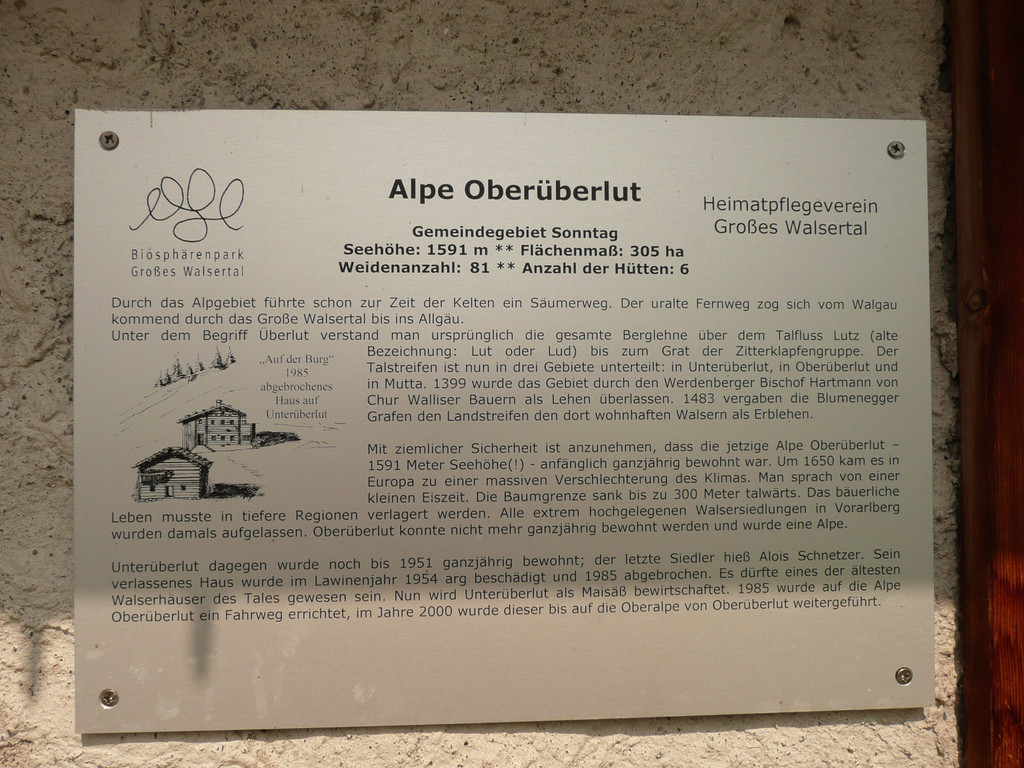 Alpe Oberüberlut
Biosphärenpark
Großes Walsertal
Heimatpflegeverein
Großes Walsertal
Gemeindegebiet Sonntag
Seehöhe: 1591 m ** Flächenmaß: 305 ha
Weidenanzahl: 81 ** Anzahl der Hütten: 6
Durch das Alpgebiet führte schon zur Zeit der Kelten ein Säumerweg. Der uralte Fernweg zog sich vom Walgau
kommend durch das Große Walsertal bis ins Allgäu.
Unter dem Begriff Überlut verstand man ursprünglich die gesamte Berglehne über dem Talfluss Lutz (alte
Bezeichnung: Lut oder Lud) bis zum Grat der Zitterklapfengruppe. Der
Talstreifen ist nun in drei Gebiete unterteilt: in Unterüberlut, in Oberüberlut und
in Mutta. 1399 wurde das Gebiet durch den Werdenberger Bischof Hartmann von
Chur Walliser Bauern als Lehen überlassen. 1483 vergaben die Blumenegger
Grafen den Landstreifen den dort wohnhaften Walsern als Erblehen.
„Auf der Burg“
1985
abgebrochenes
Haus auf
Unterüberlut
Mit ziemlicher Sicherheit ist anzunehmen, dass die jetzige Alpe Oberüberlut –
1591 Meter Seehöhe(!) - anfänglich ganzjährig bewohnt war. Um 1650 kam es in
Europa zu einer massiven Verschlechterung des Klimas. Man sprach von einer
kleinen Eiszeit. Die Baumgrenze sank bis zu 300 Meter talwärts. Das bäuerliche
Leben musste in tiefere Regionen verlagert werden. Alle extrem hochgelegenen Walsersiedlungen in Vorarlberg
wurden damals aufgelassen. Oberüberlut konnte nicht mehr ganzjährig bewohnt werden und wurde eine Alpe.
Unterüberlut dagegen wurde noch bis 1951 ganzjährig bewohnt; der letzte Siedler hieß Alois Schnetzer. Sein
verlassenes Haus wurde im Lawinenjahr 1954 arg beschädigt und 1985 abgebrochen. Es dürfte eines der ältesten
Walserhäuser des Tales gewesen sein. Nun wird Unterüberlut als Maisäß bewirtschaftet. 1985 wurde auf die Alpe
Oberüberlut ein Fahrweg errichtet, im Jahre 2000 wurde dieser bis auf die Oberalpe von Oberüberlut weitergeführt.